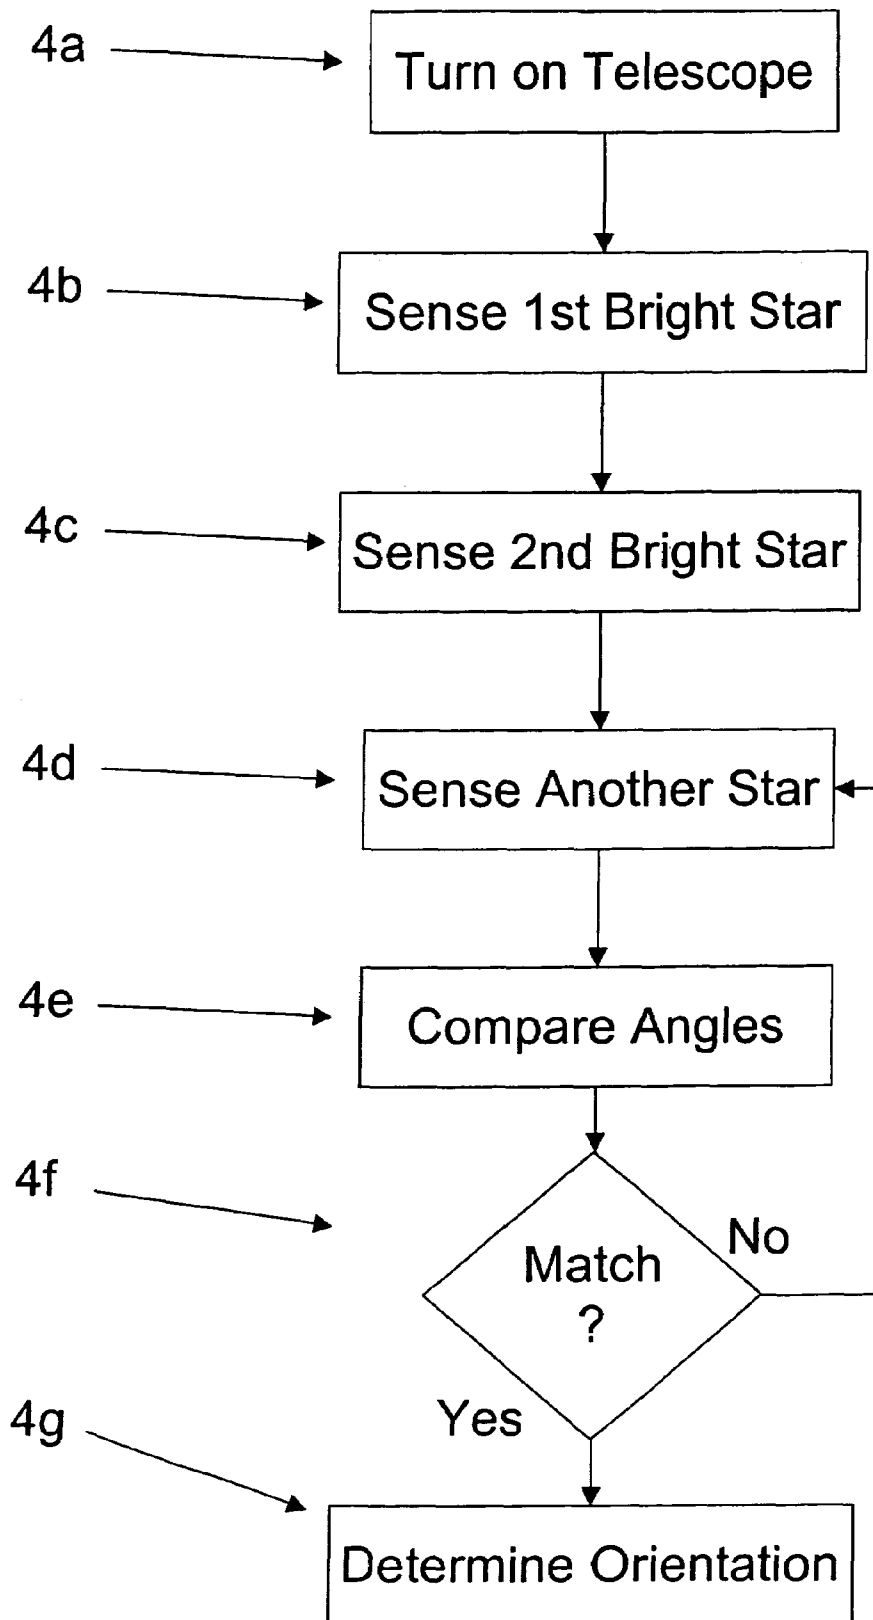 4a
Turn on Telescope
4b
Sense 1st Bright Star
4c
Sense 2nd Bright Star
4d
Sense Another Star
4e
Compare Angles
4f
Match
?
No
Yes
4g
Determine Orientation